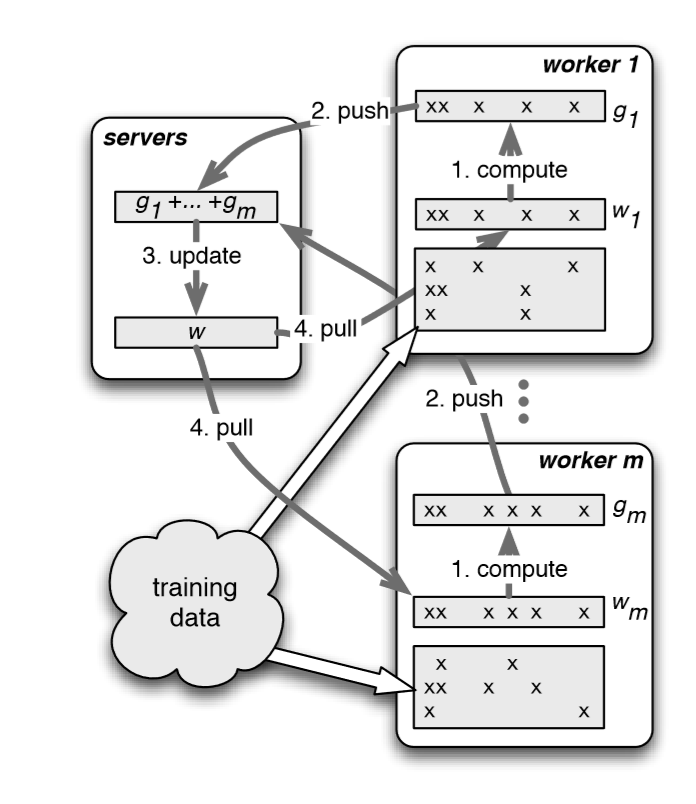 worker 1
xx x x x g1
2. push
servers
1. compute
g1 +... +gm
xx x x x w1
3. update
x x x
xx x
x x
w
4. pull
4. pull
2. push
worker m
xx x x x x gm
1. compute
training
data
xx x x x x wm
x x
xx x x
x x